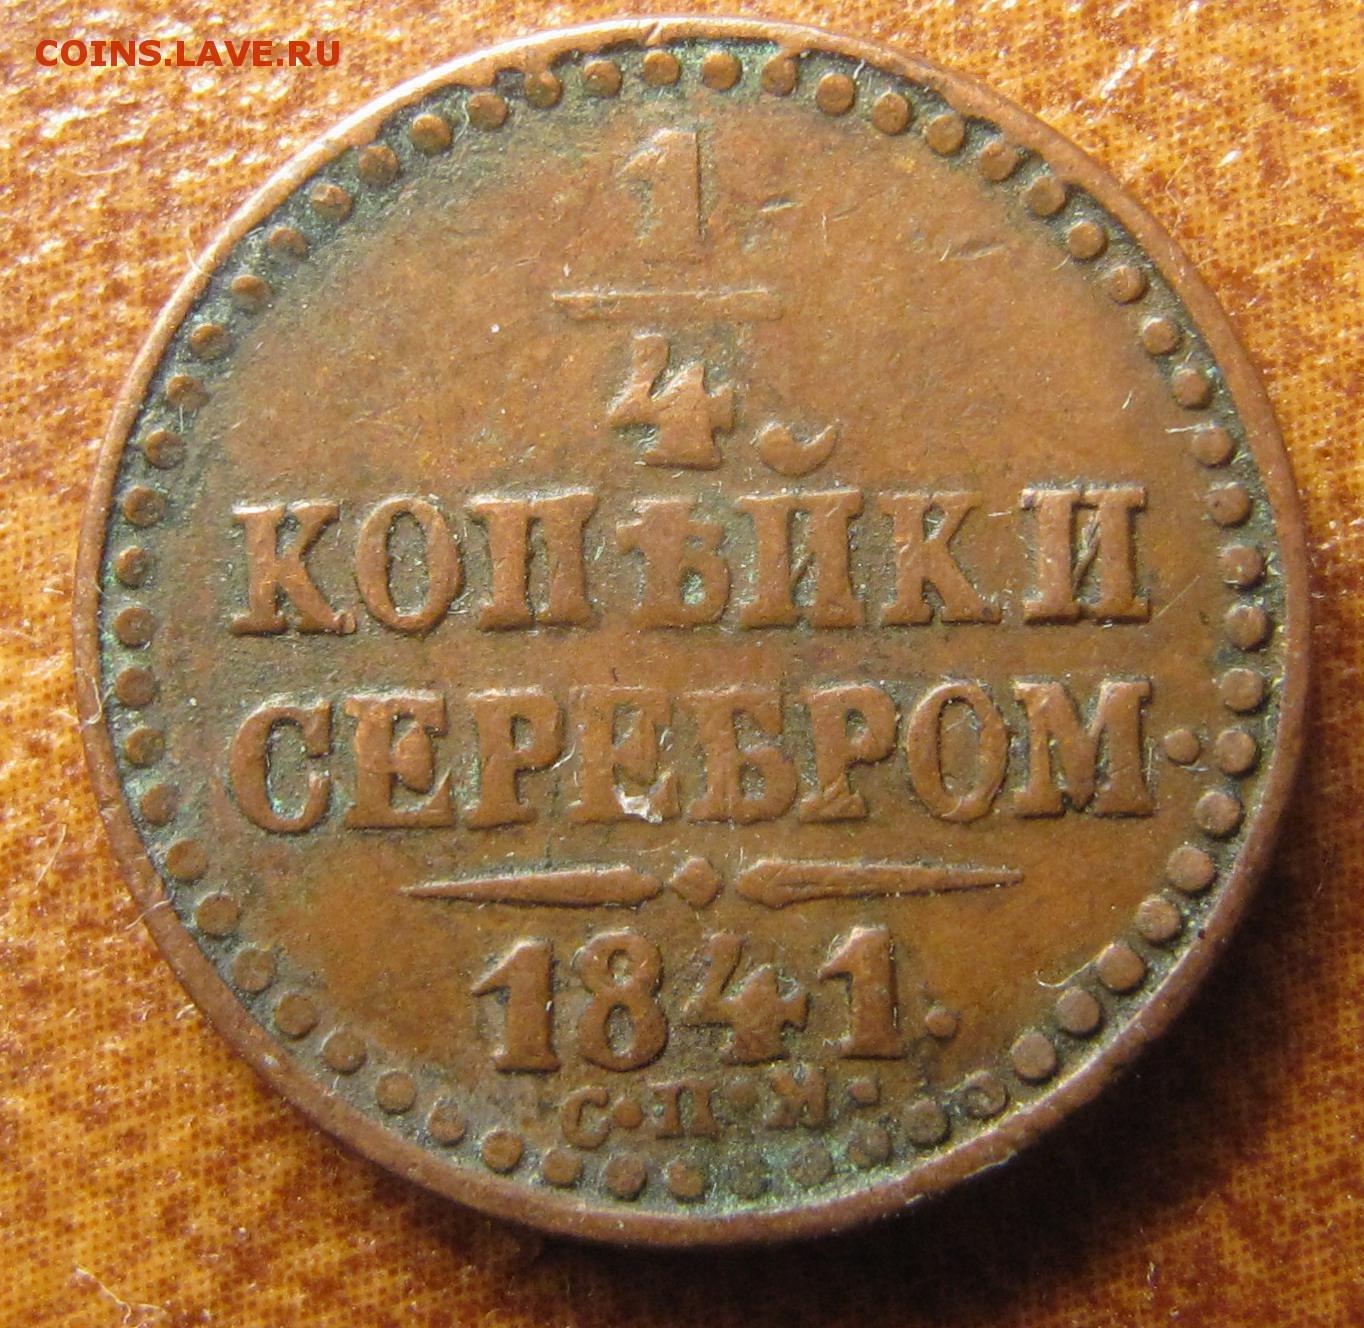 COINS.LAVE.RU
1
4.
КОПѢЙКИ
СЕРЕБРОМ·
1841.
С·П·М·